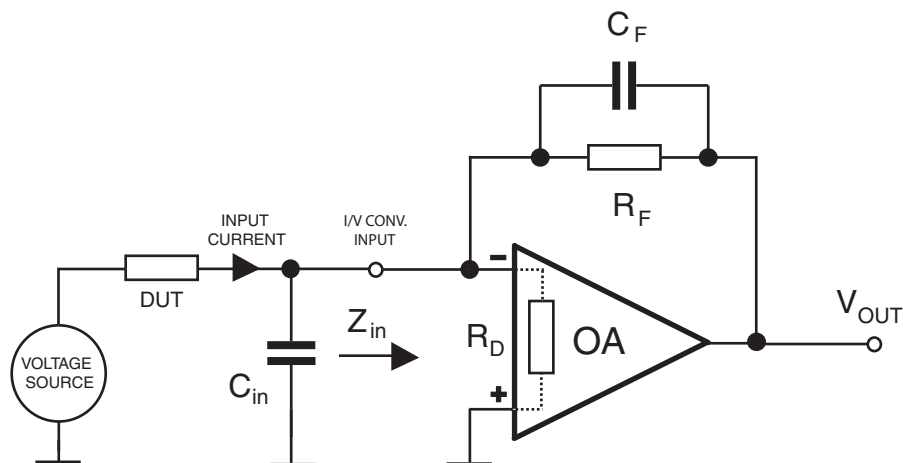 C_F
R_F
INPUT
CURRENT
I/V CONV.
INPUT
DUT
Z_in
R_D
OA
V_OUT
VOLTAGE
SOURCE
C_in
-
+